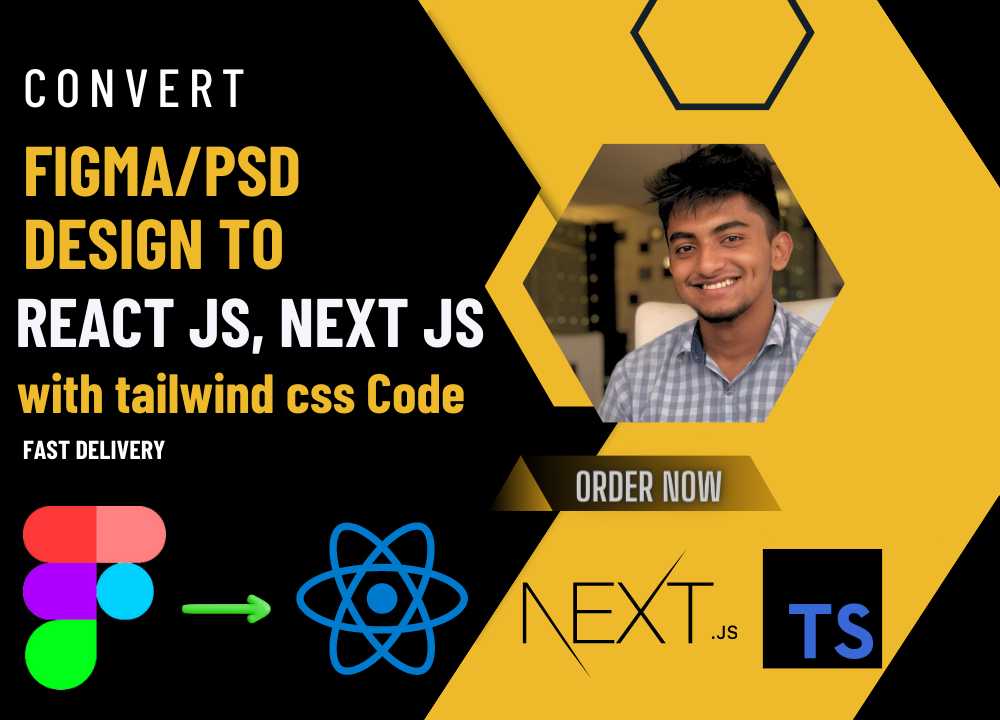 CONVERT
FIGMA/PSD
DESIGN TO
REACT JS, NEXT JS
with tailwind css Code
FAST DELIVERY
ORDER NOW
NEXT.JS
TS